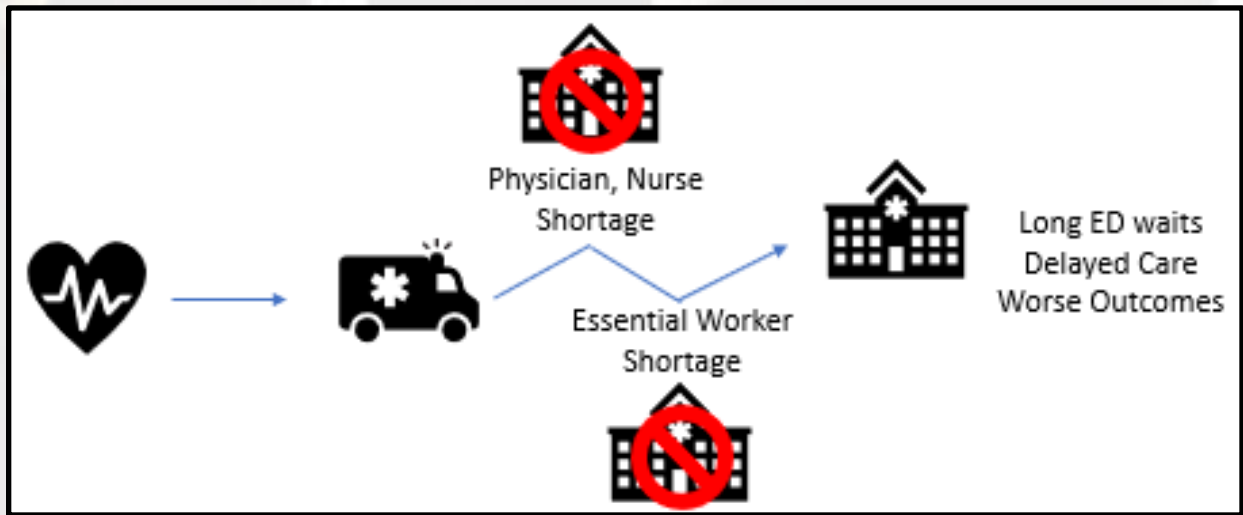 Physician, Nurse
Shortage
Essential Worker
Shortage
Long ED waits
Delayed Care
Worse Outcomes